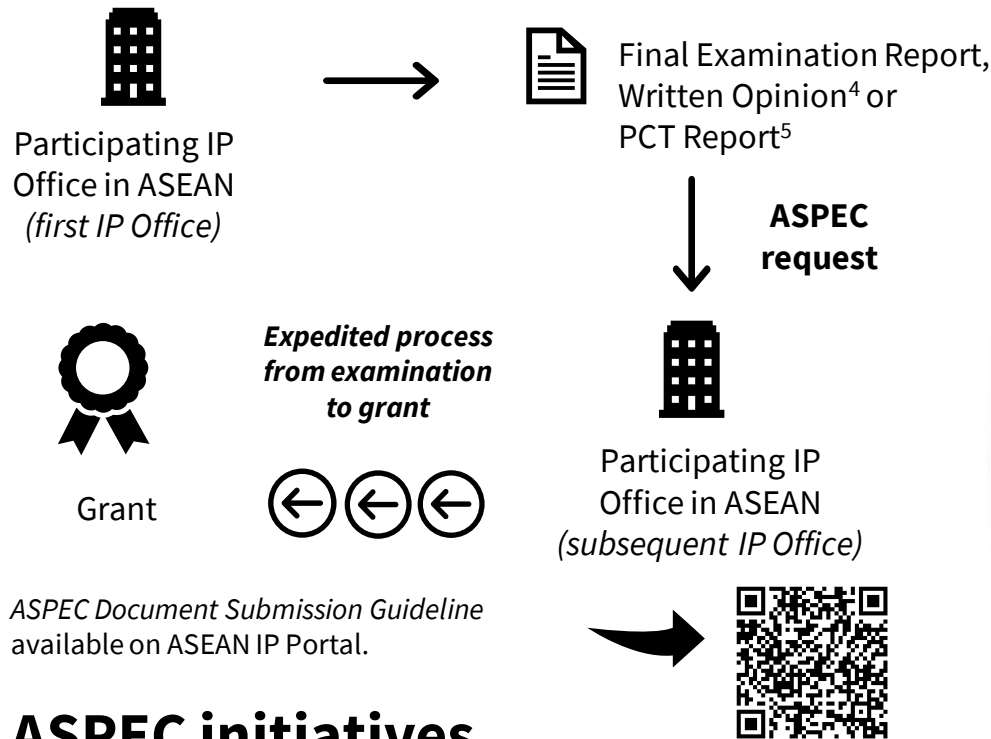 Final Examination Report,
Written Opinion⁴ or
PCT Report⁵
Participating IP
Office in ASEAN
(first IP Office)
ASPEC
request
Expedited process
from examination
to grant
Participating IP
Office in ASEAN
(subsequent IP Office)
Grant
ASPEC Document Submission Guideline
available on ASEAN IP Portal.
ASPEC initiatives